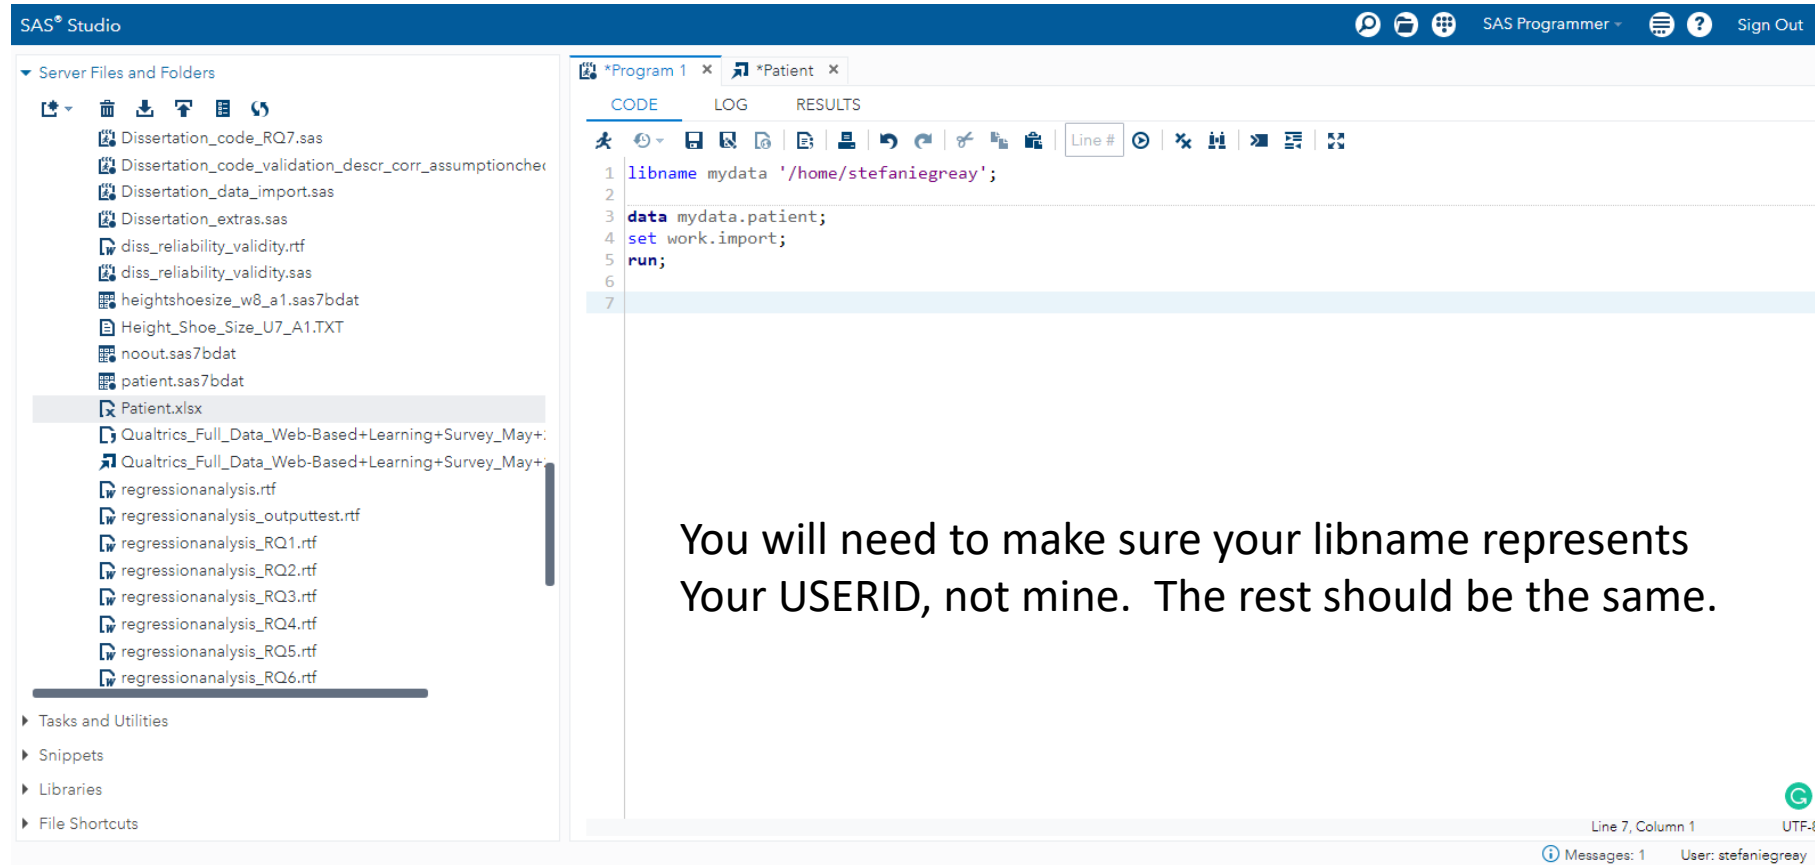 SAS® Studio
SAS Programmer
Sign Out
Server Files and Folders
Dissertation_code_RQ7.sas
Dissertation_code_validation_descr_corr_assumptionchec
Dissertation_data_import.sas
Dissertation_extras.sas
diss_reliability_validity.rtf
diss_reliability_validity.sas
heightshoesize_w8_a1.sas7bdat
Height_Shoe_Size_U7_A1.TXT
noout.sas7bdat
patient.sas7bdat
Patient.xlsx
Qualtrics_Full_Data_Web-Based+Learning+Survey_May+
Qualtrics_Full_Data_Web-Based+Learning+Survey_May+
regressionanalysis.rtf
regressionanalysis_outputtest.rtf
regressionanalysis_RQ1.rtf
regressionanalysis_RQ2.rtf
regressionanalysis_RQ3.rtf
regressionanalysis_RQ4.rtf
regressionanalysis_RQ5.rtf
regressionanalysis_RQ6.rtf
Tasks and Utilities
Snippets
Libraries
File Shortcuts
*Program 1 × *Patient ×
CODE LOG RESULTS
Line #
1 libname mydata '/home/stefaniegreay';
2
3 data mydata.patient;
4 set work.import;
5 run;
6
7
You will need to make sure your libname represents
Your USERID, not mine. The rest should be the same.
Line 7, Column 1 UTF-8
Messages: 1 User: stefaniegreay